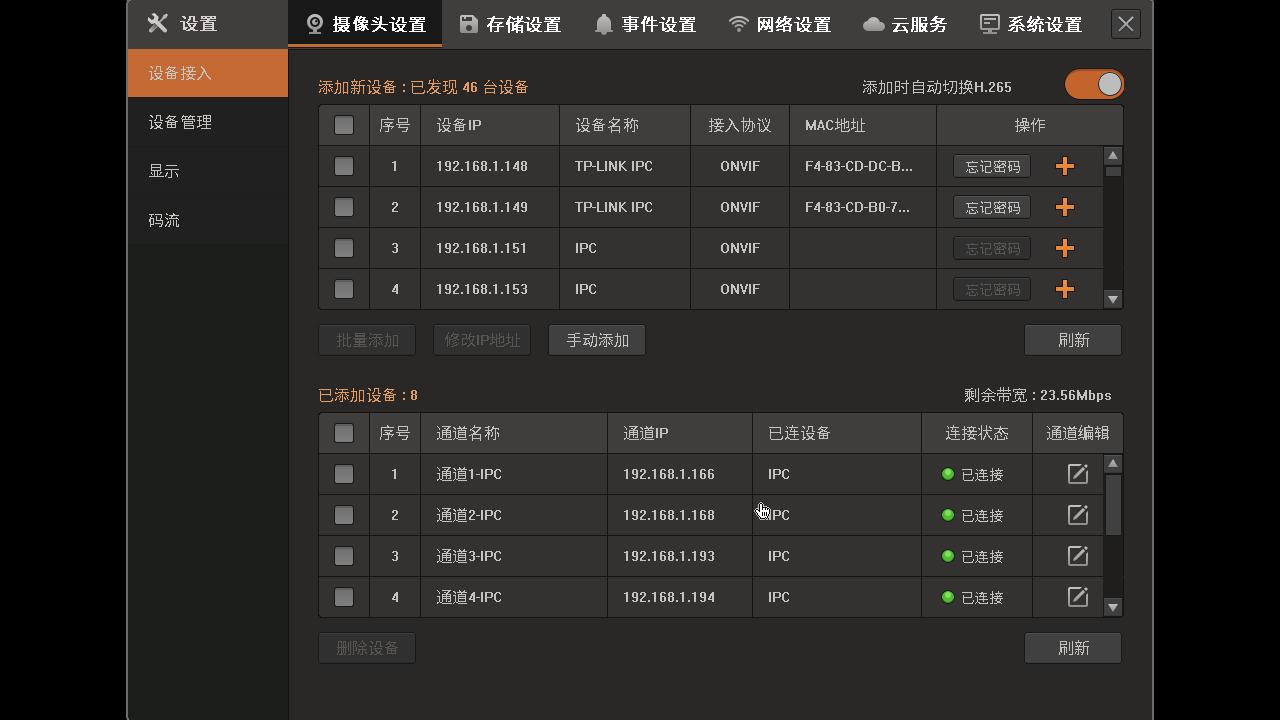 设置 摄像头设置 存储设置 事件设置 网络设置 云服务 系统设置
设备接入
设备管理
显示
码流
添加新设备 : 已发现 46 台设备 添加时自动切换H.265
序号 设备IP 设备名称 接入协议 MAC地址 操作
1 192.168.1.148 TP-LINK IPC ONVIF F4-83-CD-DC-B... 忘记密码
2 192.168.1.149 TP-LINK IPC ONVIF F4-83-CD-B0-7... 忘记密码
3 192.168.1.151 IPC ONVIF 忘记密码
4 192.168.1.153 IPC ONVIF 忘记密码
批量添加 修改IP地址 手动添加 刷新
已添加设备 : 8 剩余带宽 : 23.56Mbps
序号 通道名称 通道IP 已连设备 连接状态 通道编辑
1 通道1-IPC 192.168.1.166 IPC 已连接
2 通道2-IPC 192.168.1.168 IPC 已连接
3 通道3-IPC 192.168.1.193 IPC 已连接
4 通道4-IPC 192.168.1.194 IPC 已连接
删除设备 刷新